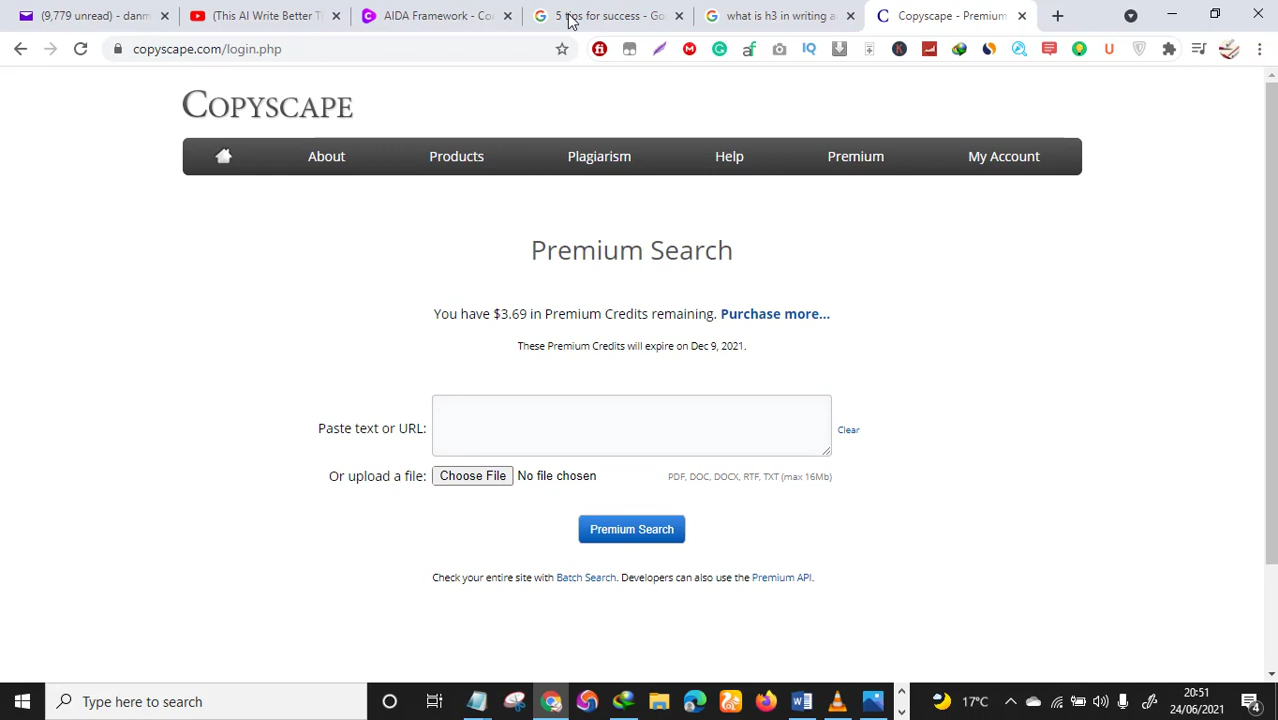 (9,779 unread) - danm
(This AI Write Better T
AIDA Framework - Co
5 tips for success - Go
what is h3 in writing a
Copyscape - Premium
copyscape.com/login.php
COPYSCAPE
About
Products
Plagiarism
Help
Premium
My Account
Premium Search
You have $3.69 in Premium Credits remaining. Purchase more...
These Premium Credits will expire on Dec 9, 2021.
Paste text or URL:
Clear
Or upload a file: Choose File No file chosen PDF, DOC, DOCX, RTF, TXT (max 16Mb)
Premium Search
Check your entire site with Batch Search. Developers can also use the Premium API.
Type here to search
17°C
20:51
24/06/2021
4